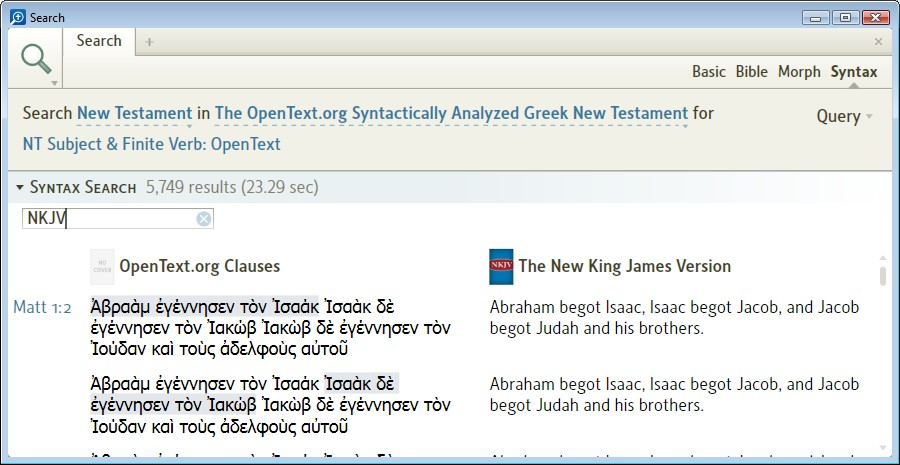 Search
Search
Basic Bible Morph Syntax
Search New Testament in The OpenText.org Syntactically Analyzed Greek New Testament for
NT Subject & Finite Verb: OpenText
Query
Syntax Search 5,749 results (23.29 sec)
NKJV
NO COVER
OpenText.org Clauses
NKJV
The New King James Version
Matt 1:2
Ἀβραὰμ ἐγέννησεν τὸν Ἰσαάκ Ἰσαὰκ δὲ
ἐγέννησεν τὸν Ἰακώβ Ἰακὼβ δὲ ἐγέννησεν τὸν
Ἰούδαν καὶ τοὺς ἀδελφοὺς αὐτοῦ
Abraham begot Isaac, Isaac begot Jacob, and Jacob
begot Judah and his brothers.
Ἀβραὰμ ἐγέννησεν τὸν Ἰσαάκ Ἰσαὰκ δὲ
ἐγέννησεν τὸν Ἰακώβ Ἰακὼβ δὲ ἐγέννησεν τὸν
Ἰούδαν καὶ τοὺς ἀδελφοὺς αὐτοῦ
Abraham begot Isaac, Isaac begot Jacob, and Jacob
begot Judah and his brothers.